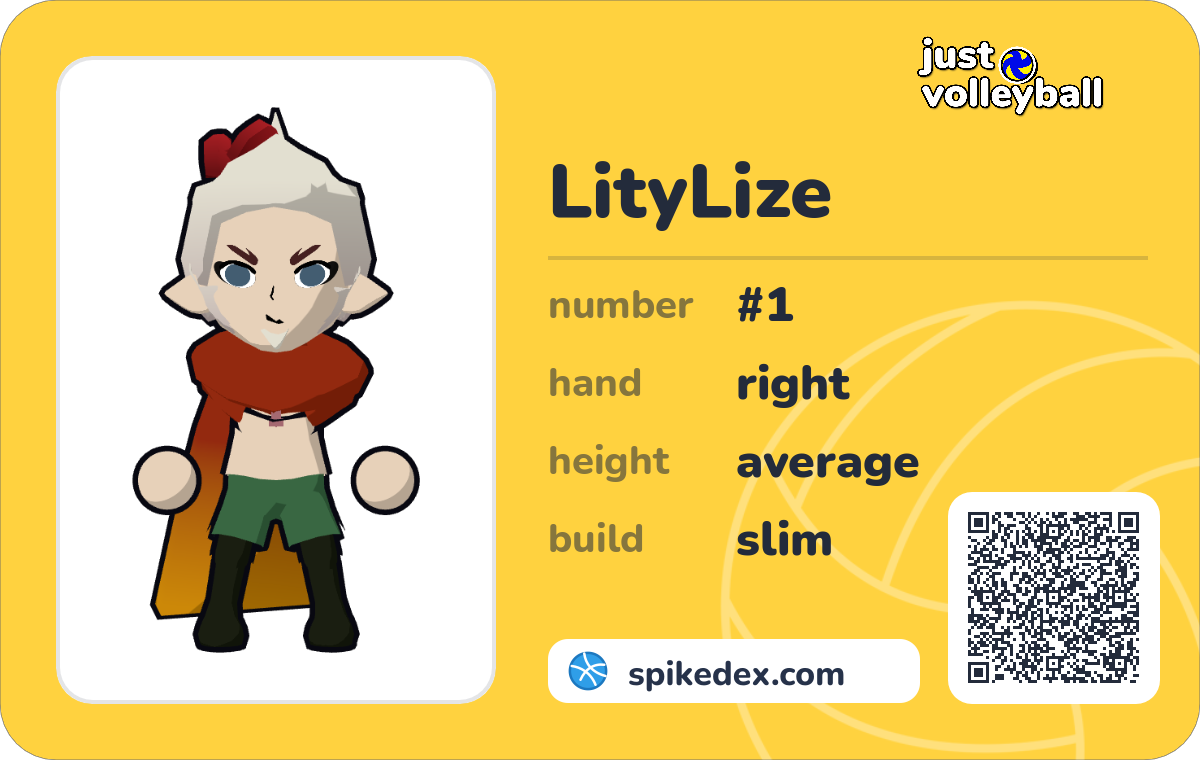 just
volleyball
LityLize
number #1
hand right
height average
build slim
spikedex.com